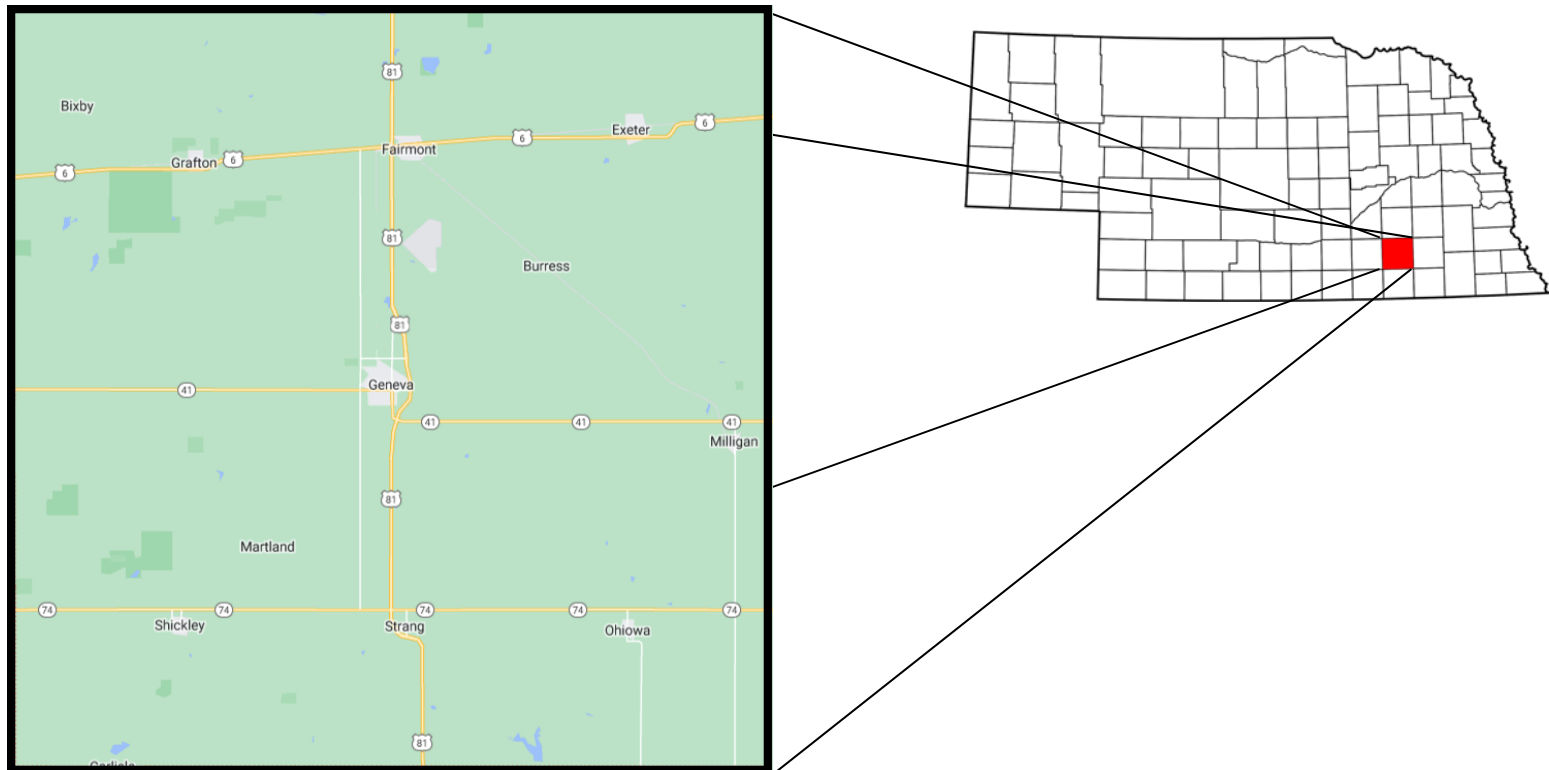 81
Bixby
6
Exeter
6
Fairmont
Grafton
6
6
81
Burress
81
Geneva
41
41
41
41
Milligan
81
Martland
74
74
74
74
74
Shickley
Strang
Ohiowa
81